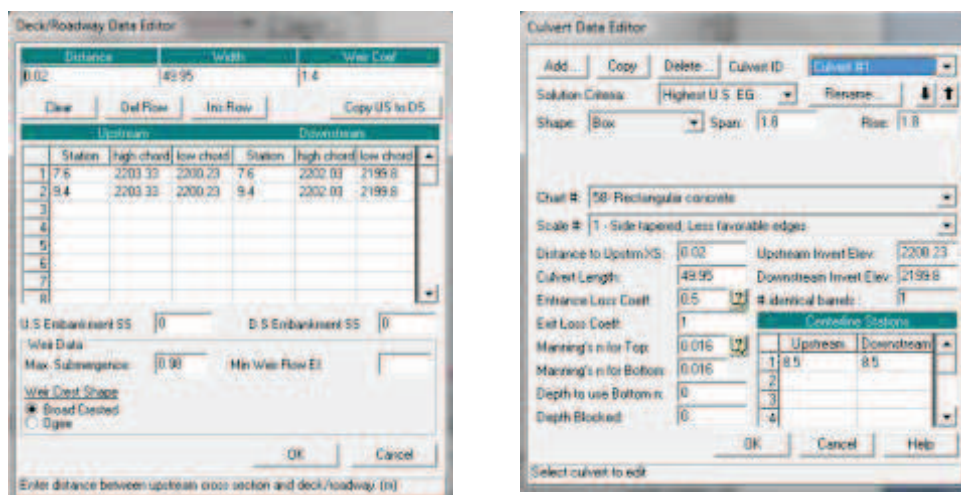 Deck/Roadway Data Editor
Distance Width Weir Coef
0.02 49.95 1.4
Clear Del Row Ins Row Copy US to DS
Upstream Downstream
Station high chord low chord Station high chord low chord
1 7.6 2203.33 2200.23 7.6 2202.03 2199.8
2 9.4 2203.33 2200.23 9.4 2202.03 2199.8
3
4
5
6
7
8
U.S Embankment SS 0 D.S Embankment SS 0
Weir Data
Max. Submergence: 0.98 Min Weir Flow El:
Weir Crest Shape
Broad Crested
Ogee
OK Cancel
Enter distance between upstream cross section and deck/roadway. (m)
Culvert Data Editor
Add... Copy Delete... Culvert ID Culvert #1
Solution Criteria: Highest U.S. EG Rename...
Shape: Box Span: 1.8 Rise: 1.8
Chart #: 58- Rectangular concrete
Scale #: 1 - Side tapered; Less favorable edges
Distance to Upstrm XS: 0.02 Upstream Invert Elev: 2200.23
Culvert Length: 49.95 Downstream Invert Elev: 2199.8
Entrance Loss Coeff: 0.5 # identical barrels: 1
Exit Loss Coeff: 1 Centerline Stations
Manning's n for Top: 0.016 Upstream Downstream
Manning's n for Bottom: 0.016 1 8.5 8.5
Depth to use Bottom n: 0 2
3
Depth Blocked: 0 4
OK Cancel Help
Select culvert to edit